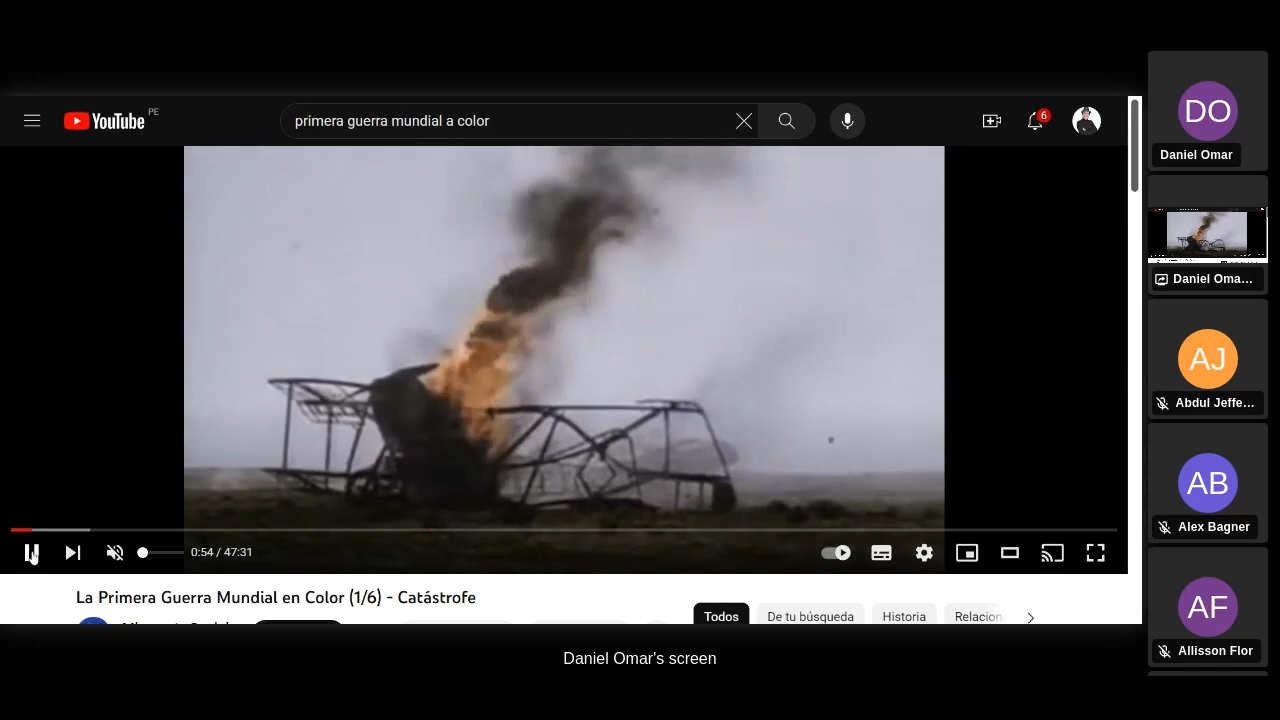 YouTube PE
primera guerra mundial a color
6
0:54 / 47:31
La Primera Guerra Mundial en Color (1/6) - Catástrofe
Todos
De tu búsqueda
Historia
Relacion
Daniel Omar's screen
DO
Daniel Omar
Daniel Oma...
AJ
Abdul Jeffe...
AB
Alex Bagner
AF
Allisson Flor